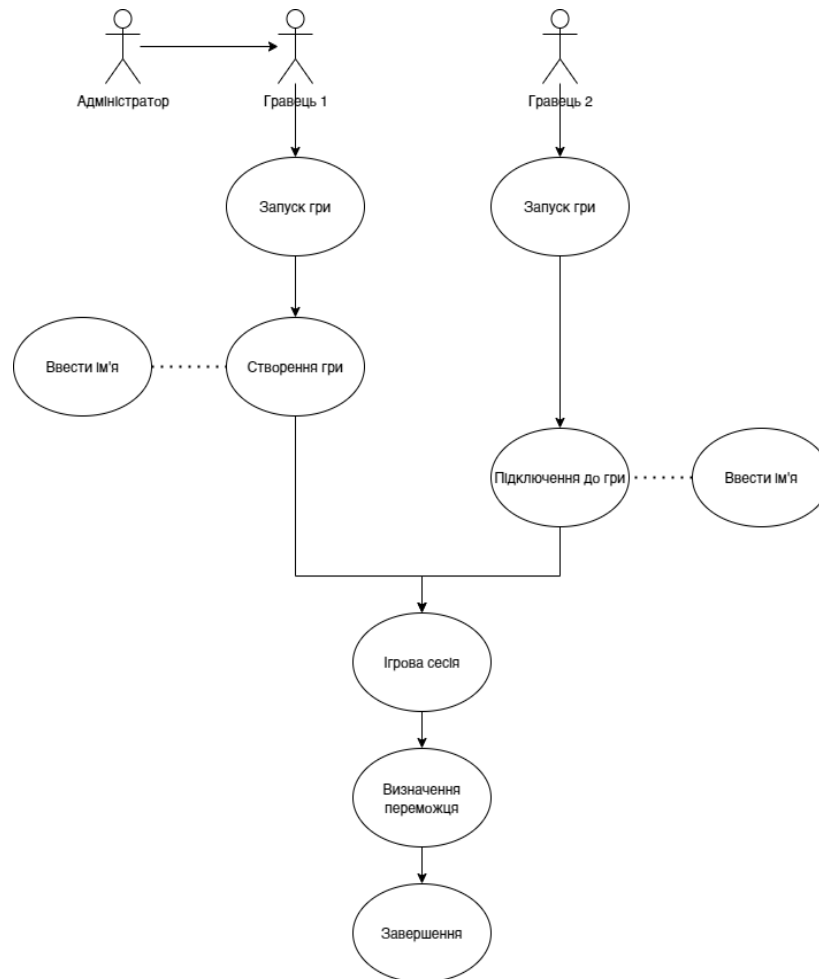 Адміністратор
Гравець 1
Гравець 2
Запуск гри
Запуск гри
Ввести ім'я
Створення гри
Підключення до гри
Ввести ім'я
Ігрова сесія
Визначення
переможця
Завершення